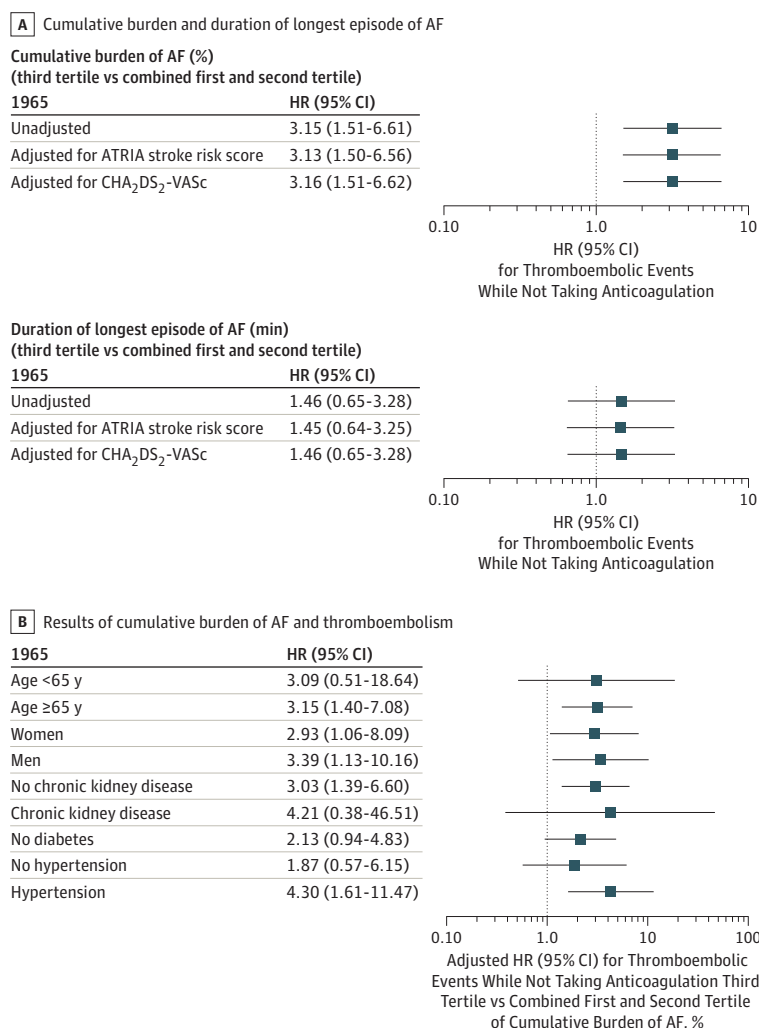 A Cumulative burden and duration of longest episode of AF
Cumulative burden of AF (%)
(third tertile vs combined first and second tertile)
1965 HR (95% CI)
Unadjusted 3.15 (1.51-6.61)
Adjusted for ATRIA stroke risk score 3.13 (1.50-6.56)
Adjusted for CHA2DS2-VASc 3.16 (1.51-6.62)
0.10 1.0 10
HR (95% CI)
for Thromboembolic Events
While Not Taking Anticoagulation
Duration of longest episode of AF (min)
(third tertile vs combined first and second tertile)
1965 HR (95% CI)
Unadjusted 1.46 (0.65-3.28)
Adjusted for ATRIA stroke risk score 1.45 (0.64-3.25)
Adjusted for CHA2DS2-VASc 1.46 (0.65-3.28)
0.10 1.0 10
HR (95% CI)
for Thromboembolic Events
While Not Taking Anticoagulation
B Results of cumulative burden of AF and thromboembolism
1965 HR (95% CI)
Age <65 y 3.09 (0.51-18.64)
Age ≥65 y 3.15 (1.40-7.08)
Women 2.93 (1.06-8.09)
Men 3.39 (1.13-10.16)
No chronic kidney disease 3.03 (1.39-6.60)
Chronic kidney disease 4.21 (0.38-46.51)
No diabetes 2.13 (0.94-4.83)
No hypertension 1.87 (0.57-6.15)
Hypertension 4.30 (1.61-11.47)
0.10 1.0 10 100
Adjusted HR (95% CI) for Thromboembolic
Events While Not Taking Anticoagulation Third
Tertile vs Combined First and Second Tertile
of Cumulative Burden of AF, %